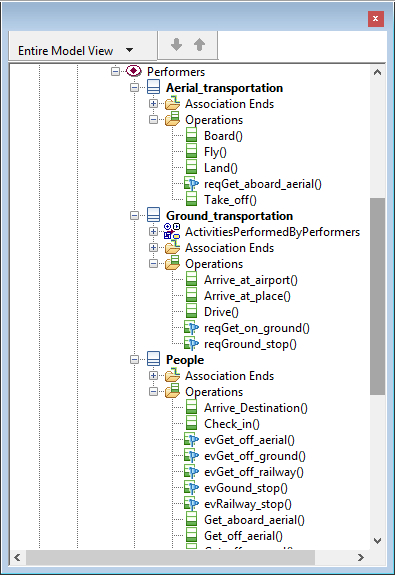 x
Entire Model View
Performers
Aerial_transportation
Association Ends
Operations
Board()
Fly()
Land()
reqGet_aboard_aerial()
Take_off()
Ground_transportation
ActivitiesPerformedByPerformers
Association Ends
Operations
Arrive_at_airport()
Arrive_at_place()
Drive()
reqGet_on_ground()
reqGround_stop()
People
Association Ends
Operations
Arrive_Destination()
Check_in()
evGet_off_aerial()
evGet_off_ground()
evGet_off_railway()
evGound_stop()
evRailway_stop()
Get_aboard_aerial()
Get_off_aerial()